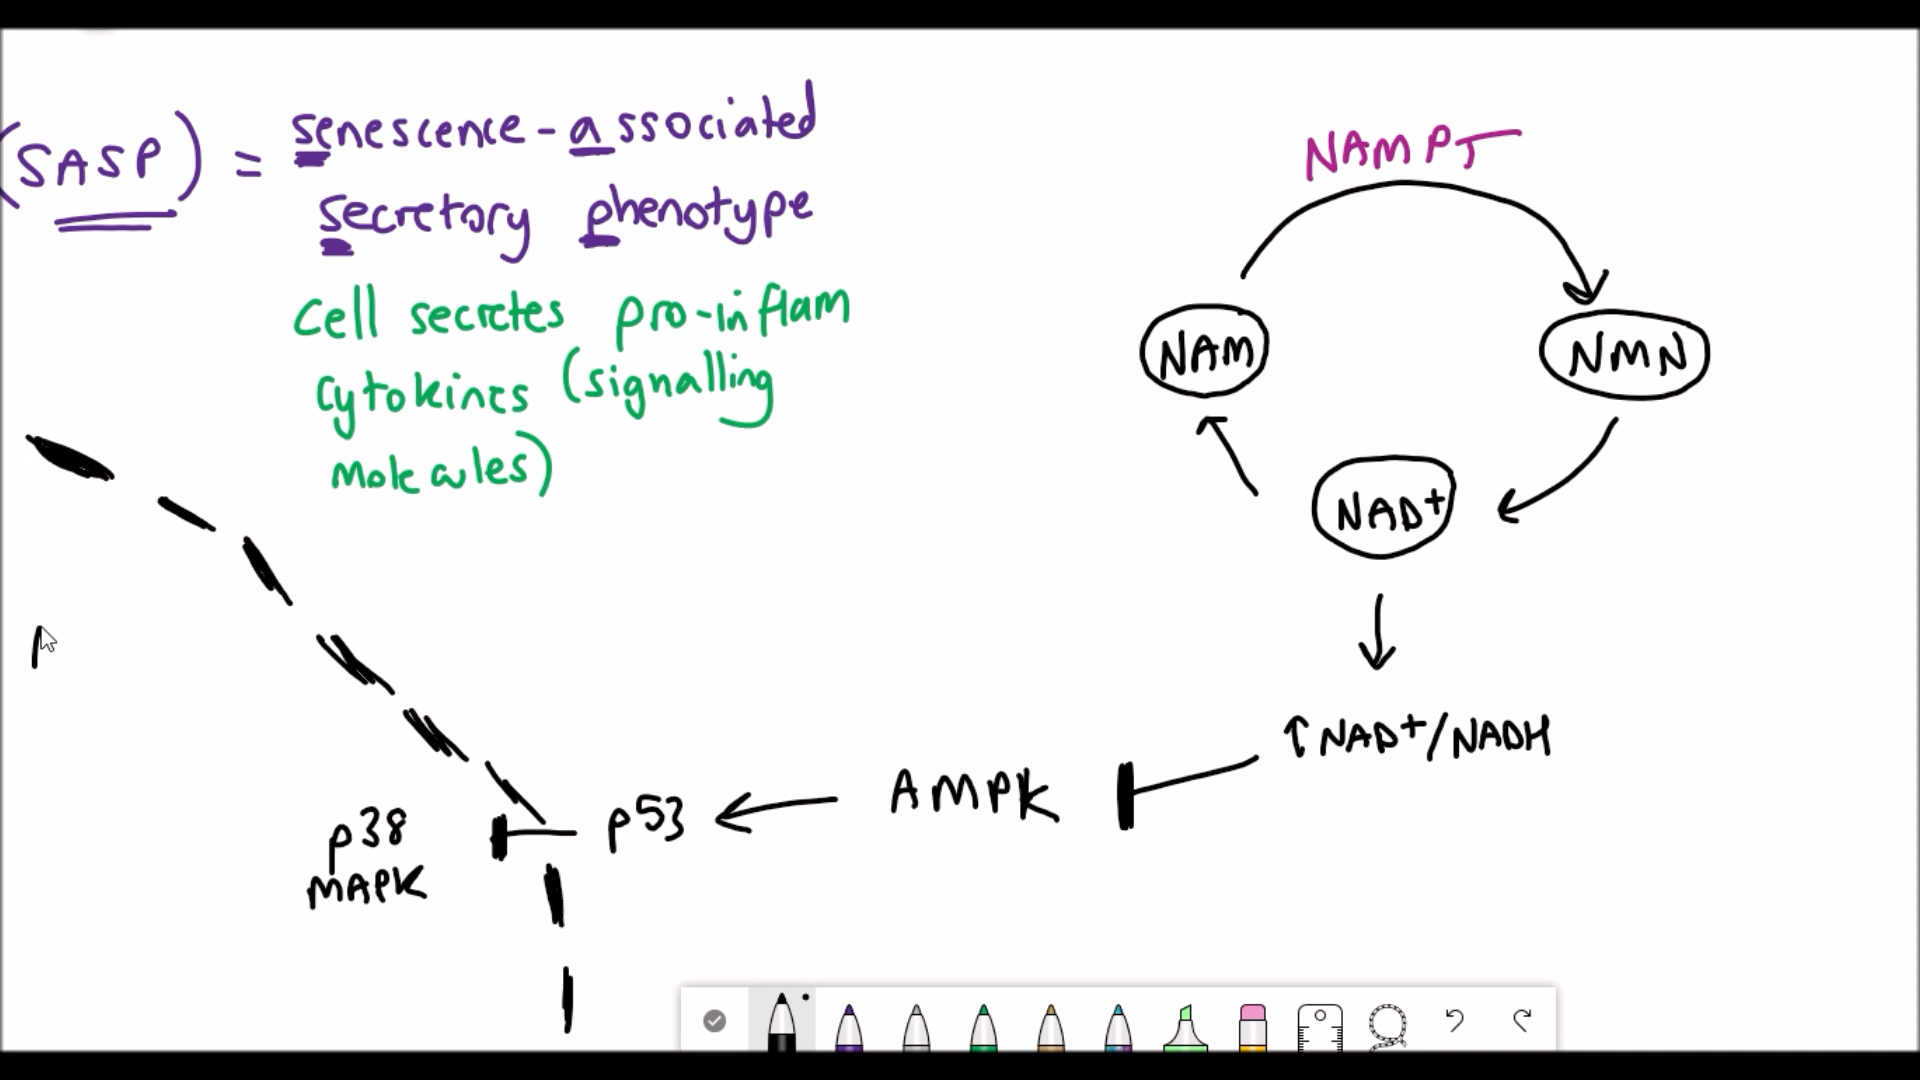 (SASP) = senescence-associated
secretory phenotype
Cell secretes pro-inflam
cytokines (signalling
molecules)
NAMPT
NAM
NMN
NAD+
↑ NAD+/NADH
AMPK
p53
p38
MAPK